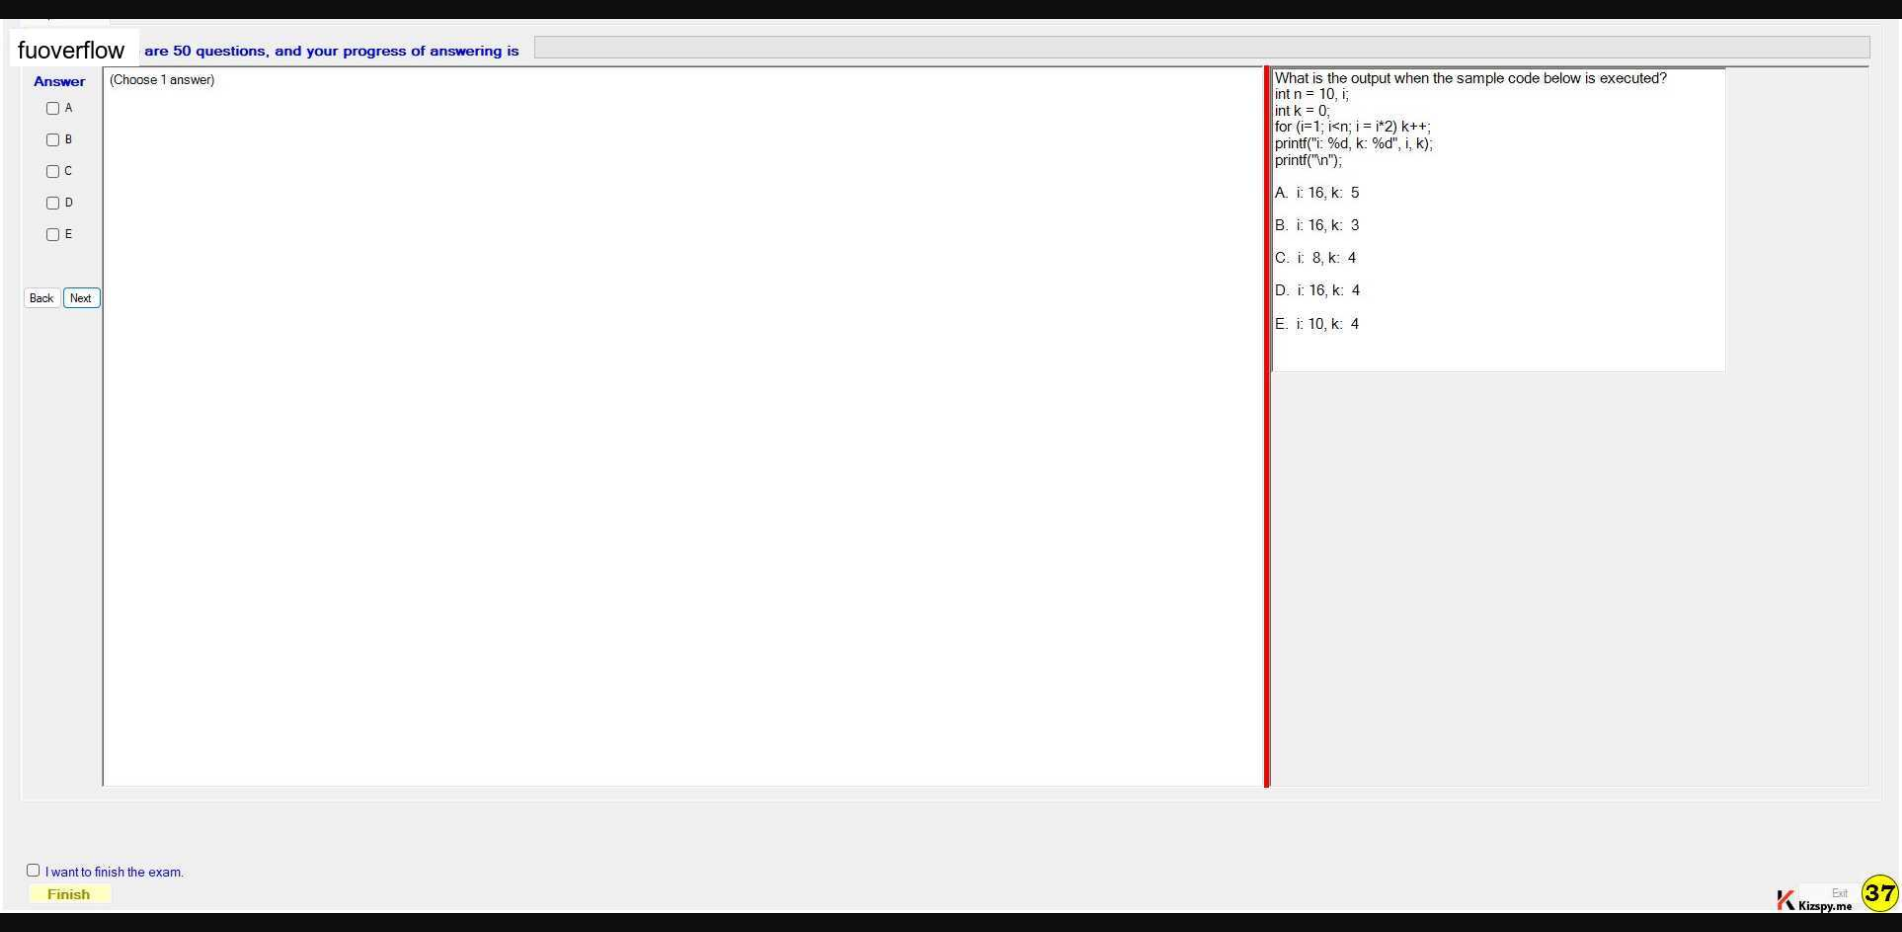 fuoverflow are 50 questions, and your progress of answering is
Answer
A
B
C
D
E
Back Next
(Choose 1 answer)
What is the output when the sample code below is executed?
int n = 10, i;
int k = 0;
for (i=1; i<n; i = i*2) k++;
printf("i: %d, k: %d", i, k);
printf("\n");
A. i: 16, k: 5
B. i: 16, k: 3
C. i: 8, k: 4
D. i: 16, k: 4
E. i: 10, k: 4
I want to finish the exam.
Finish
Exit
Kizspy.me
37